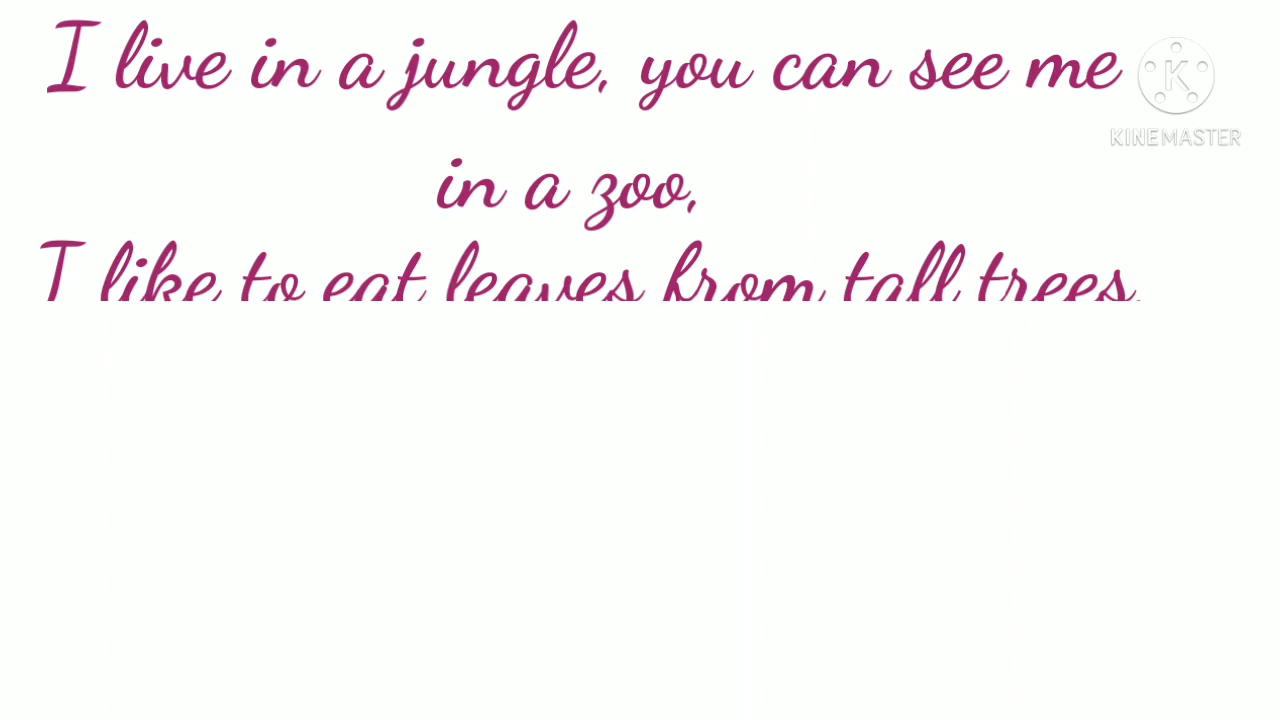 I live in a jungle, you can see me
in a zoo,
I like to eat leaves from tall trees,
KINEMASTER